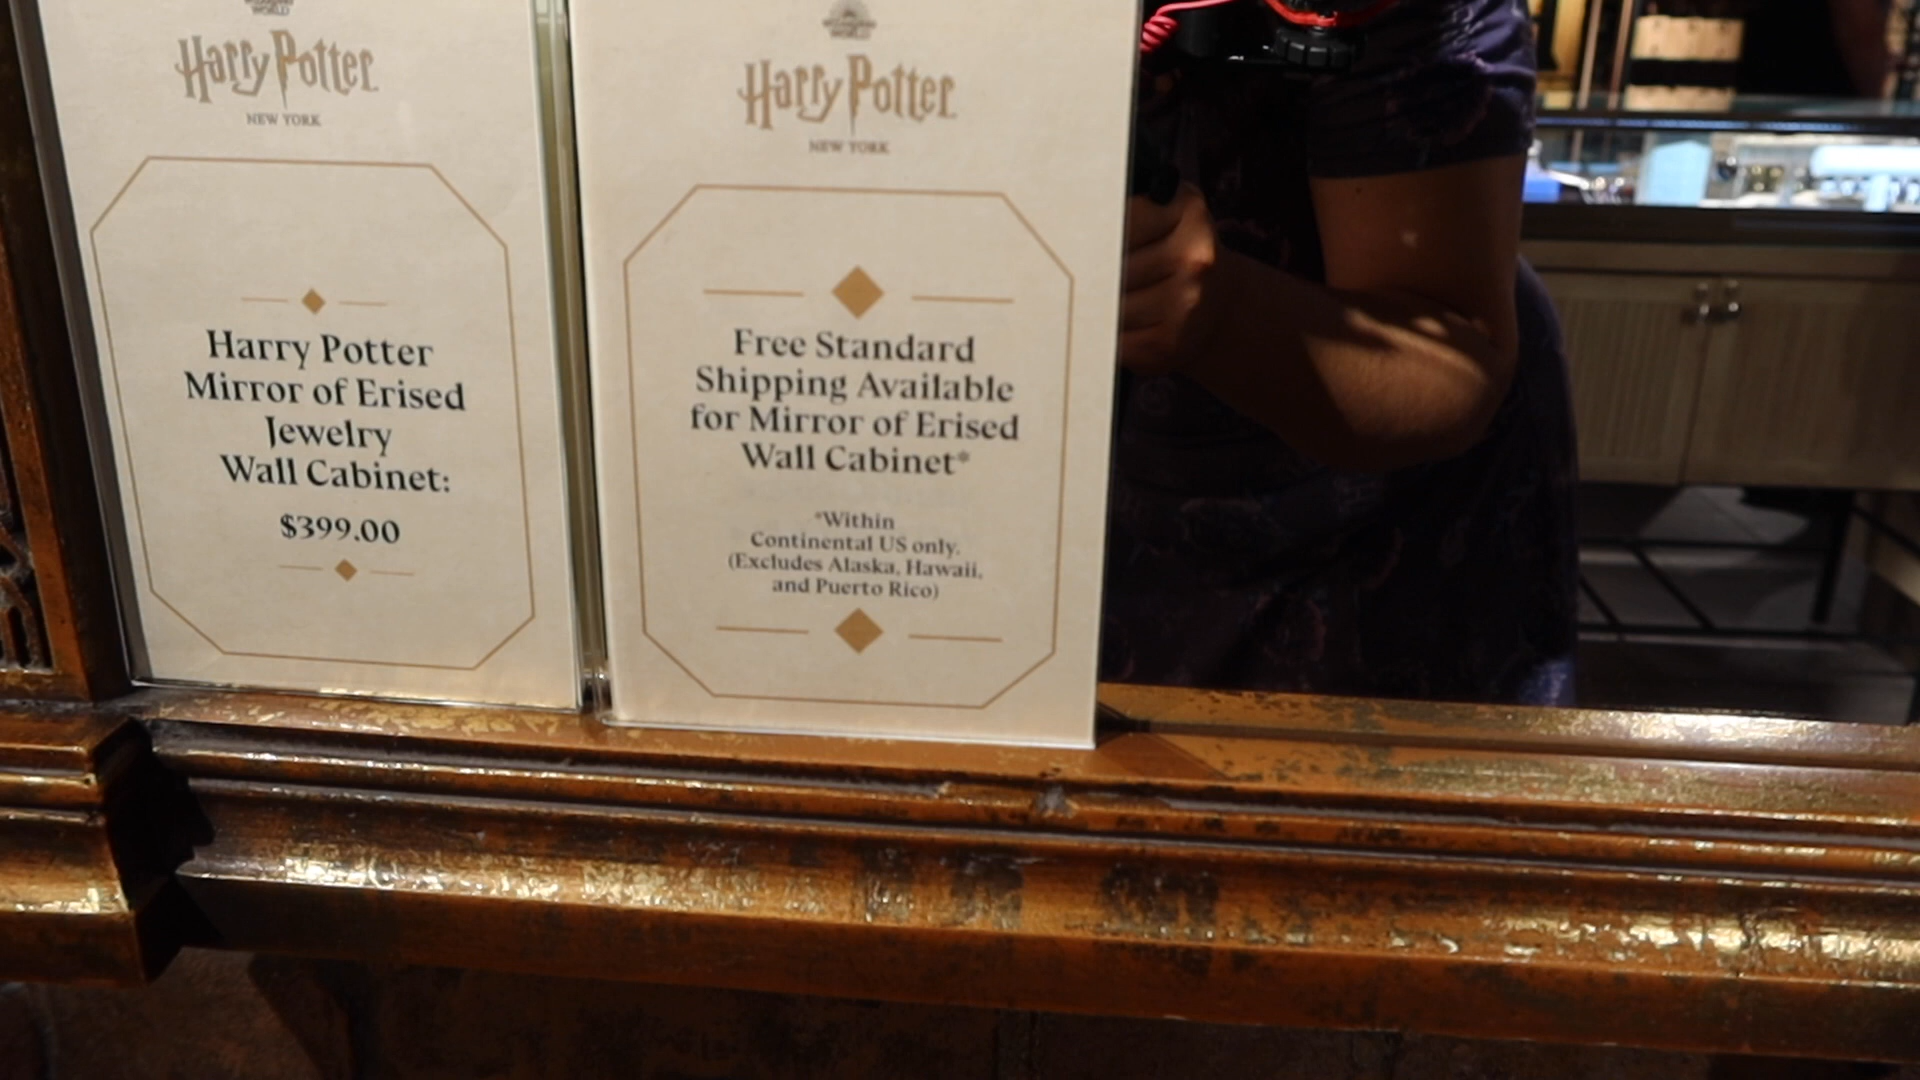 Harry Potter
NEW YORK
Harry Potter
Mirror of Erised
Jewelry
Wall Cabinet:
$399.00
WORLD
Harry Potter
NEW YORK
Free Standard
Shipping Available
for Mirror of Erised
Wall Cabinet*
*Within
Continental US only.
(Excludes Alaska, Hawaii,
and Puerto Rico)